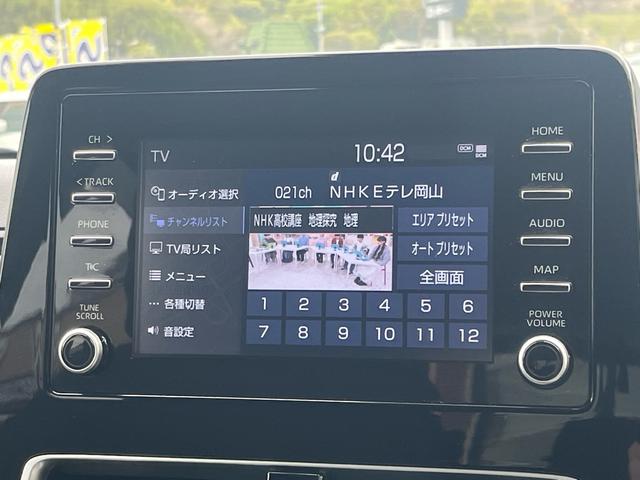 CH >
< TRACK
PHONE
T/C
TUNE
SCROLL
TV
10:42
DCM
DCM
オーディオ選択
チャンネルリスト
TV局リスト
メニュー
各種切替
音設定
d
021ch NHKEテレ岡山
NHK高校講座 地理探究 地理
エリアプリセット
オートプリセット
全画面
1 2 3 4 5 6
7 8 9 10 11 12
HOME
MENU
AUDIO
MAP
POWER
VOLUME